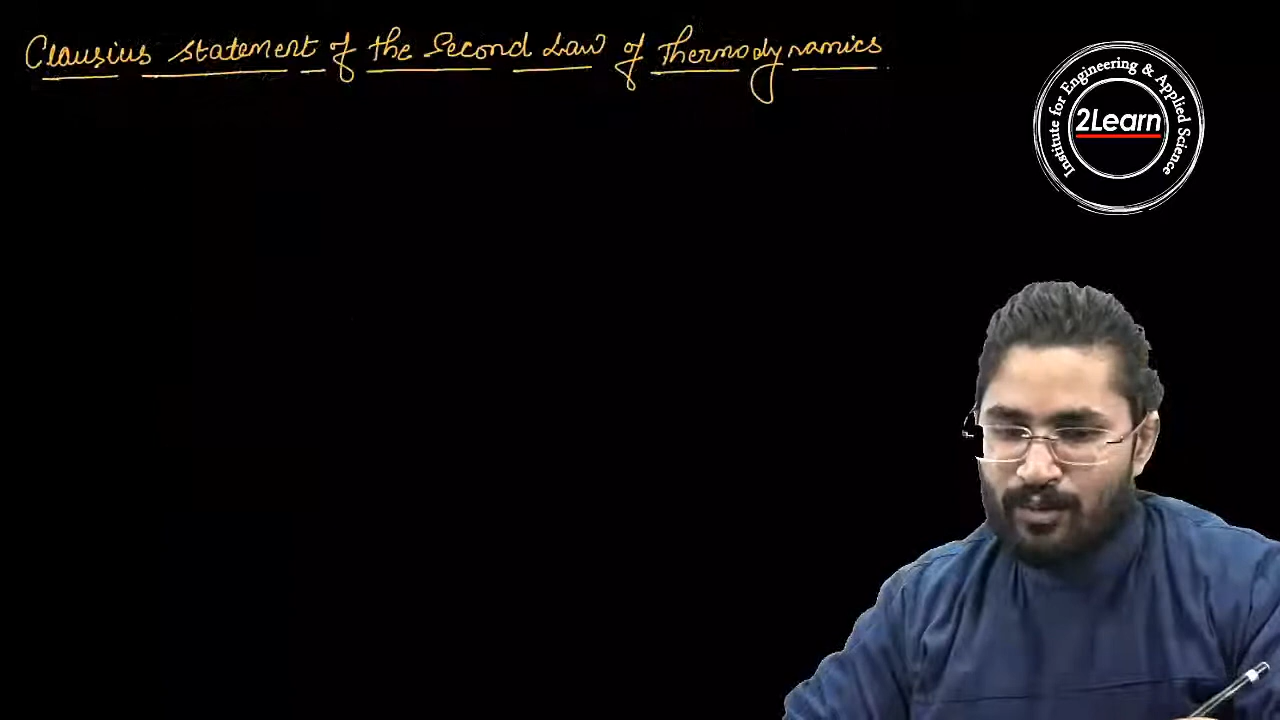 Clausius statement of the Second Law of Thermodynamics
Institute for Engineering & Applied Science
2Learn